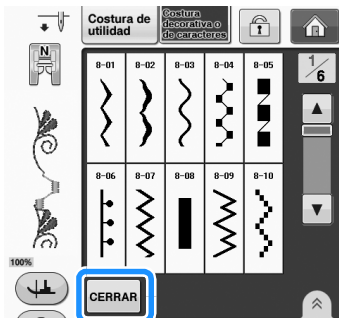 Costura de
utilidad
Costura
decorativa o
de caracteres
N
1/6
8-01 8-02 8-03 8-04 8-05
8-06 8-07 8-08 8-09 8-10
100%
CERRAR